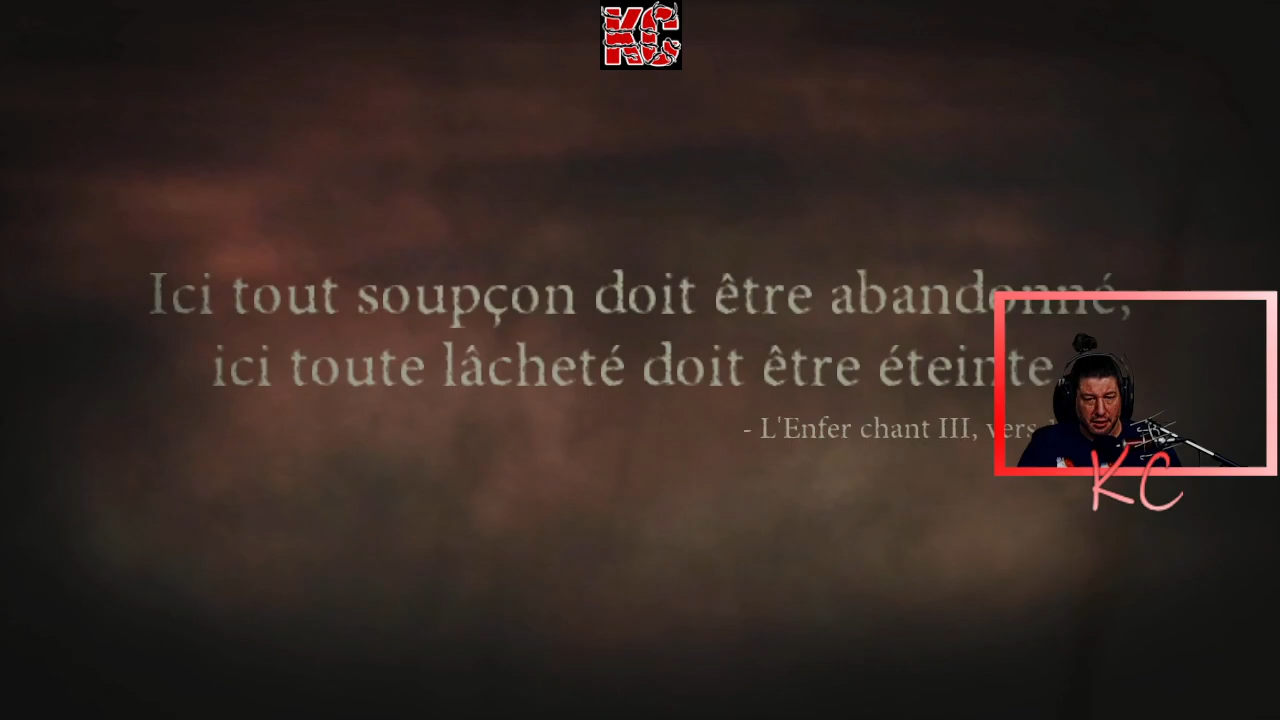 KC
Ici tout soupçon doit être abandonné,
ici toute lâcheté doit être éteinte
- L'Enfer chant III, vers
KC